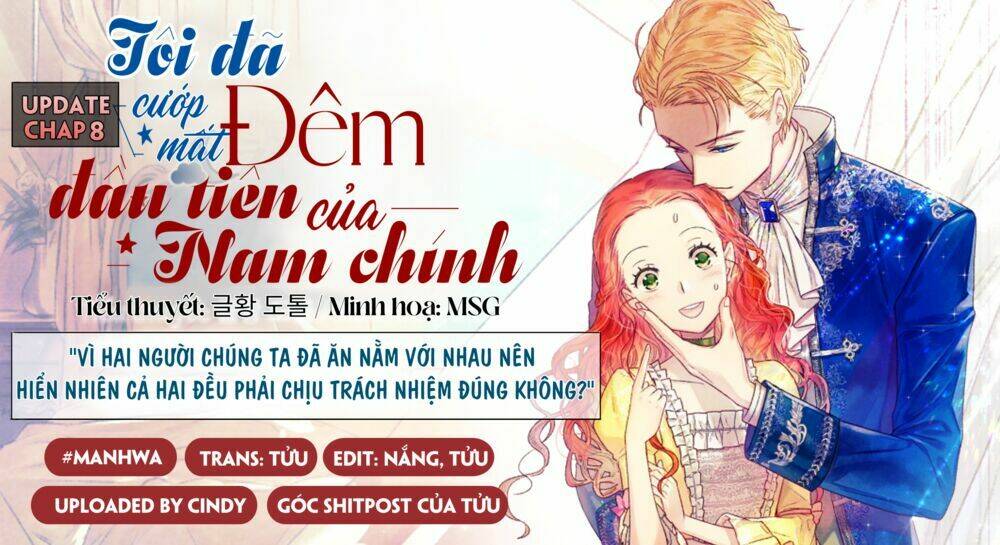 Tôi đã
cướp
mất Đêm
đầu tiên của
Nam chính
UPDATE
CHAP 8
Tiểu thuyết: 글황 도톨 / Minh hoạ: MSG
"VÌ HAI NGƯỜI CHÚNG TA ĐÃ ĂN NẰM VỚI NHAU NÊN
HIỂN NHIÊN CẢ HAI ĐỀU PHẢI CHỊU TRÁCH NHIỆM ĐÚNG KHÔNG?"
#MANHWA
TRANS: TỬU
EDIT: NẮNG, TỬU
UPLOADED BY CINDY
GÓC SHITPOST CỦA TỬU